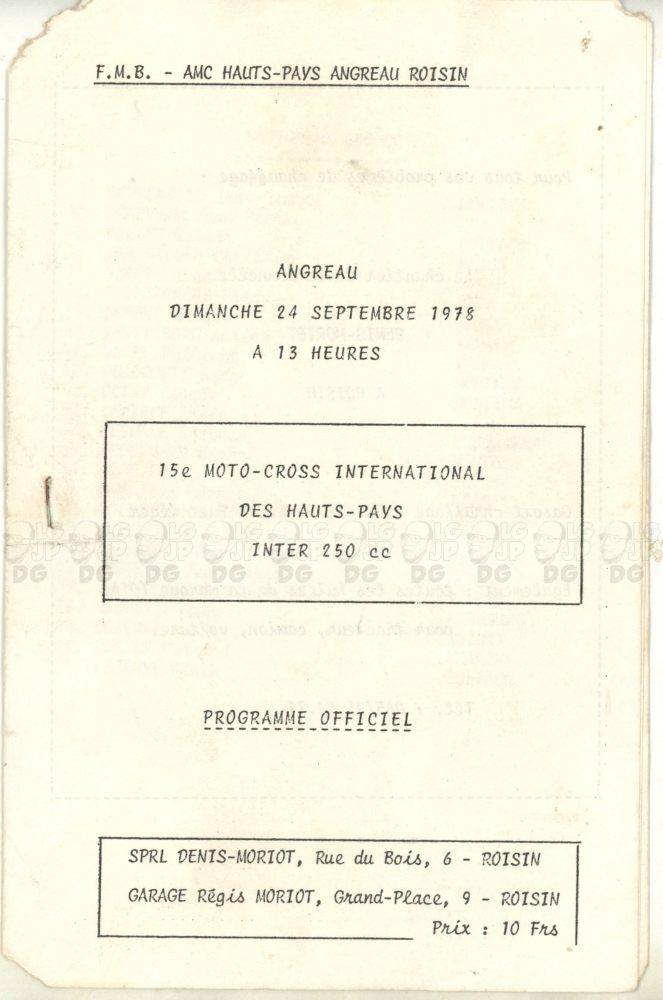 F.M.B. - AMC HAUTS-PAYS ANGREAU ROISIN
ANGREAU
DIMANCHE 24 SEPTEMBRE 1978
A 13 HEURES
15e MOTO-CROSS INTERNATIONAL
DES HAUTS-PAYS
INTER 250 cc
PROGRAMME OFFICIEL
SPRL DENIS-MORIOT, Rue du Bois, 6 - ROISIN
GARAGE Régis MORIOT, Grand-Place, 9 - ROISIN
Prix : 10 Frs